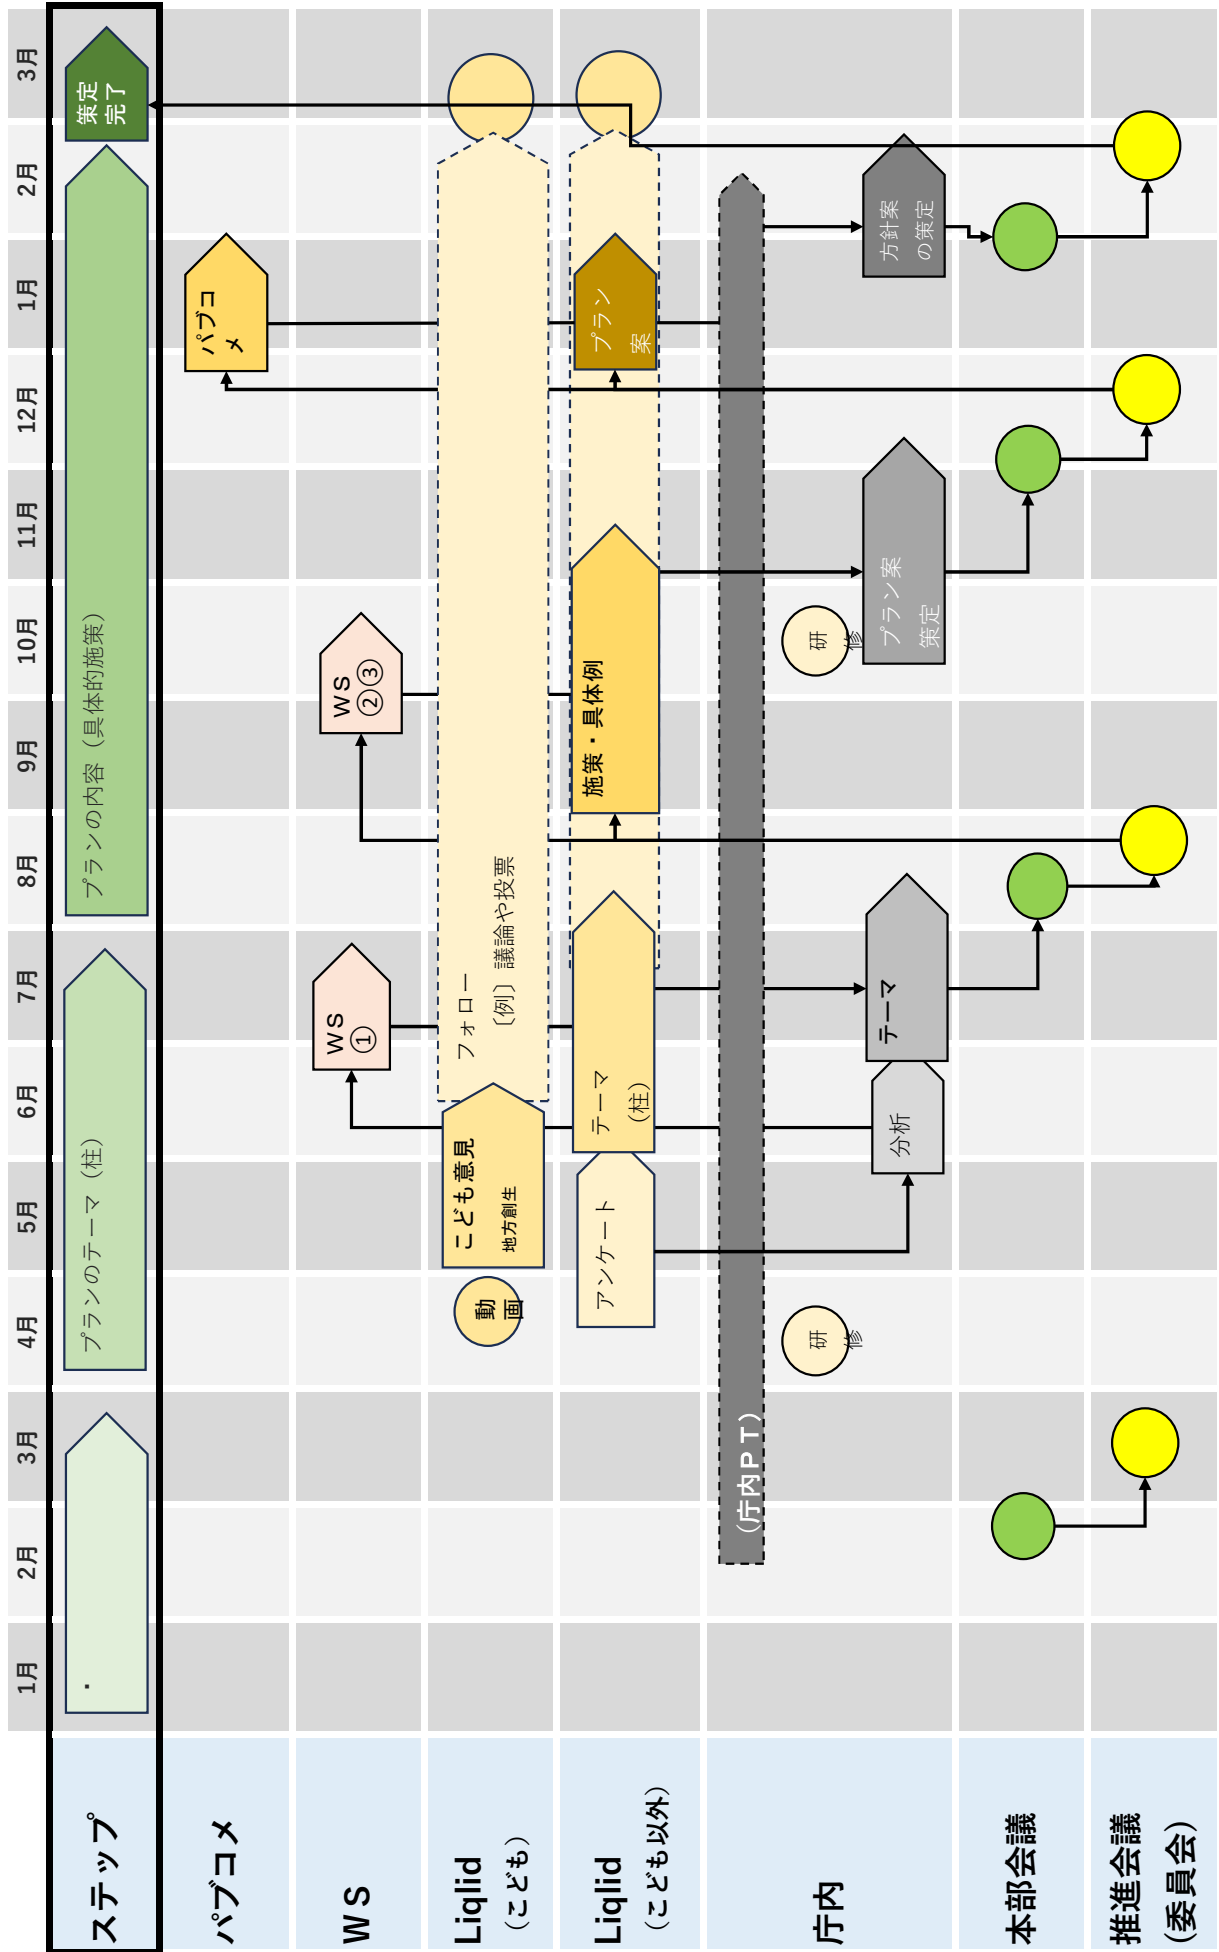 1月
2月
3月
4月
5月
6月
7月
8月
9月
10月
11月
12月
1月
2月
3月
ステップ
・
プランのテーマ（柱）
プランの内容（具体的施策）
策定
完了
パブコメ
パブコ
メ
ＷＳ
WS
①
WS
②③
Liqlid
（こども）
動
画
こども意見
地方創生
フォロー
〔例〕議論や投票
Liqlid
（こども以外）
アンケート
テーマ
（柱）
施策・具体例
プラン
案
庁内
（庁内ＰＴ）
研
修
分析
テーマ
研
修
プラン案
策定
方針案
の策定
本部会議
推進会議
（委員会）